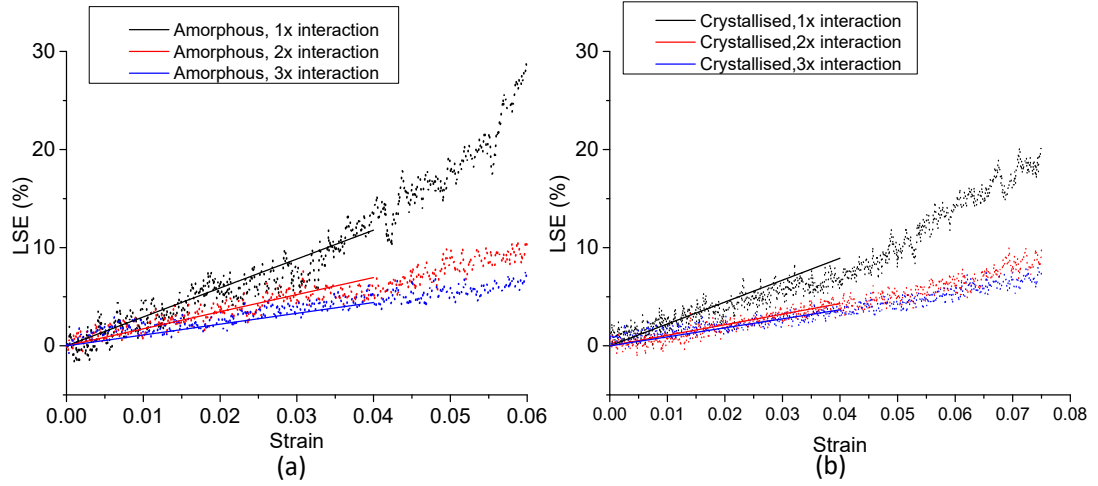 Amorphous, 1x interaction
Amorphous, 2x interaction
Amorphous, 3x interaction
30
20
10
0
LSE (%)
0.00 0.01 0.02 0.03 0.04 0.05 0.06
Strain
(a)
Crystallised,1x interaction
Crystallised,2x interaction
Crystallised,3x interaction
30
20
10
0
LSE (%)
0.00 0.01 0.02 0.03 0.04 0.05 0.06 0.07 0.08
Strain
(b)